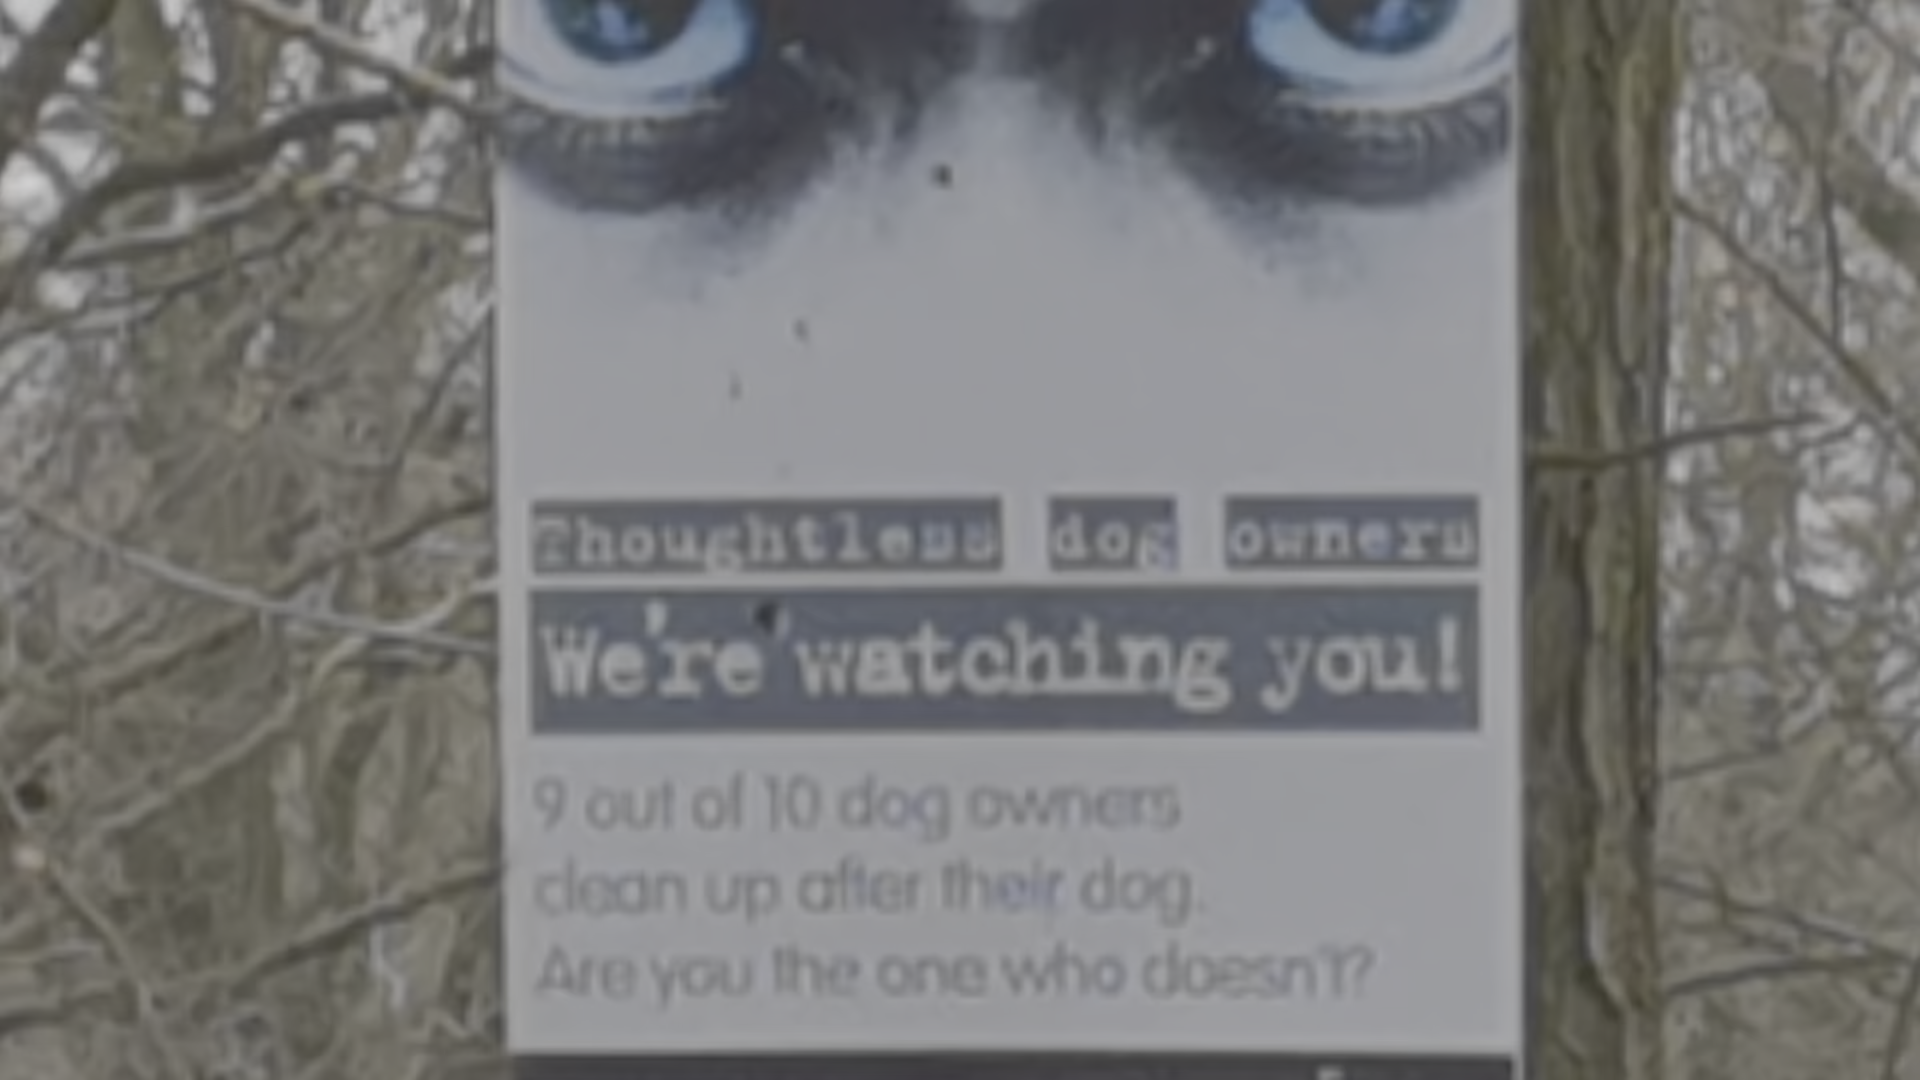 Thoughtless dog owners
We're watching you!
9 out of 10 dog owners
clean up after their dog.
Are you the one who doesn't?